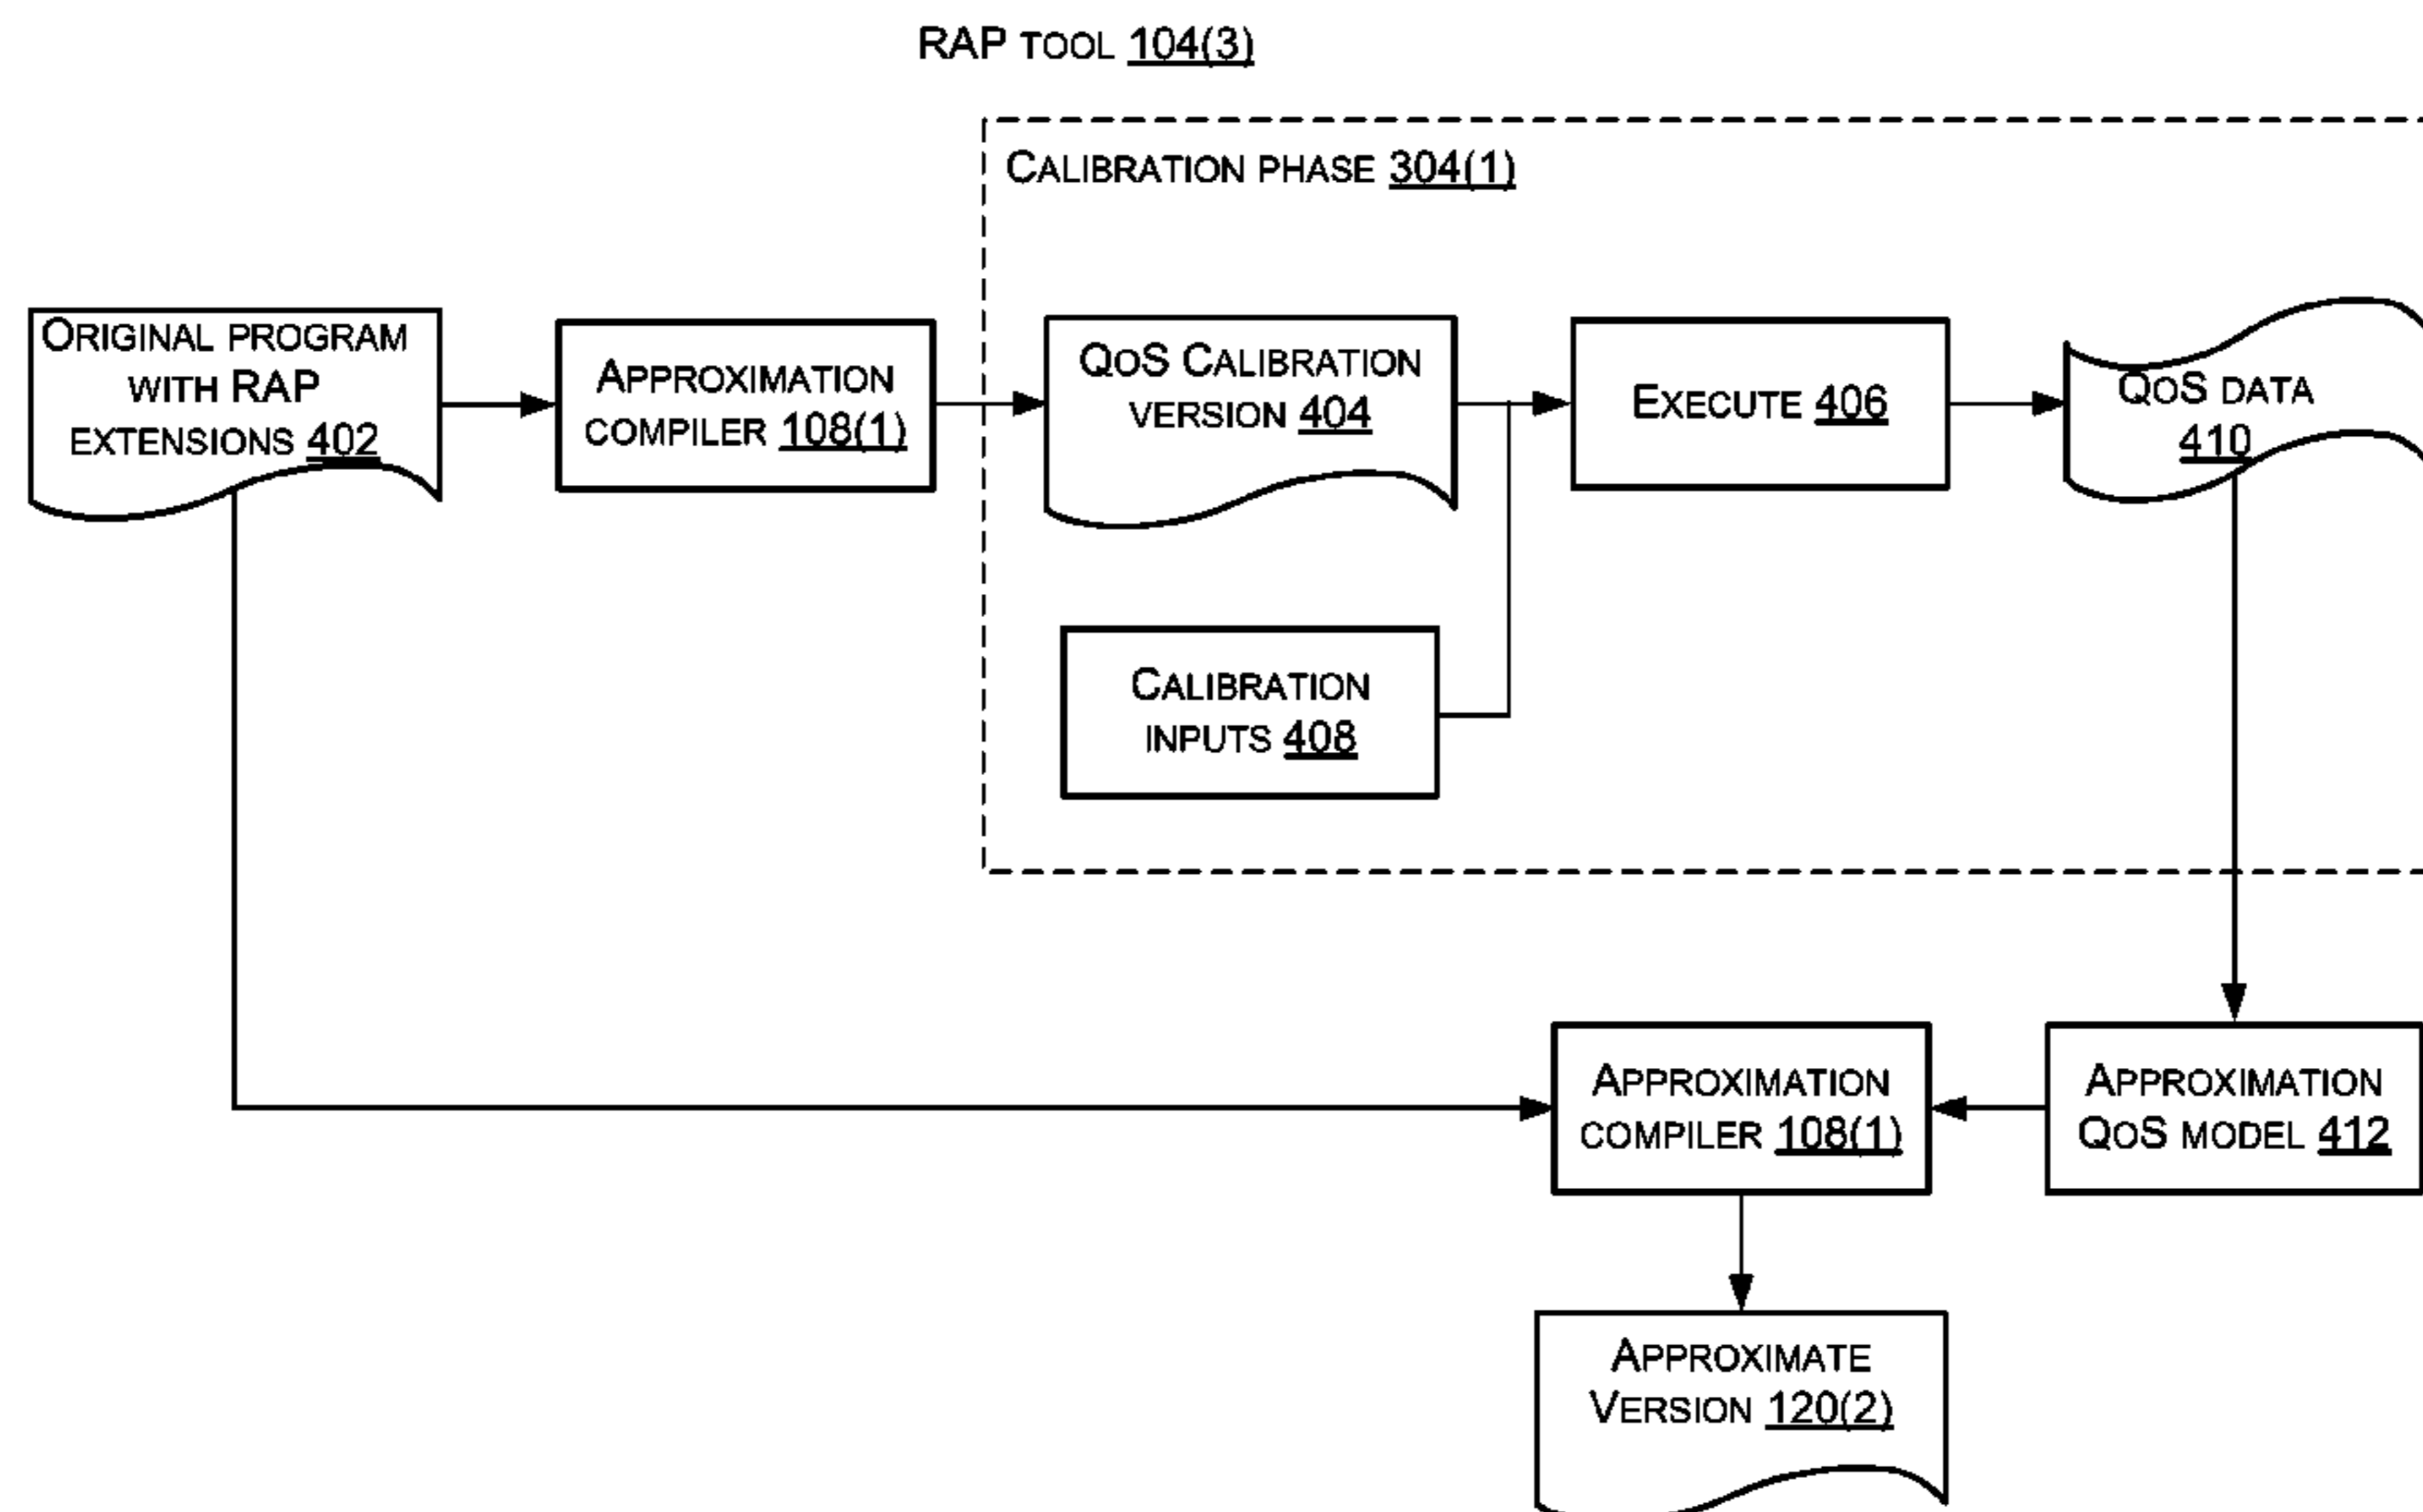 RAP TOOL 104(3)
CALIBRATION PHASE 304(1)
ORIGINAL PROGRAM
WITH RAP
EXTENSIONS 402
APPROXIMATION
COMPILER 108(1)
QOS CALIBRATION
VERSION 404
EXECUTE 406
QOS DATA
410
CALIBRATION
INPUTS 408
APPROXIMATION
COMPILER 108(1)
APPROXIMATION
QOS MODEL 412
APPROXIMATE
VERSION 120(2)